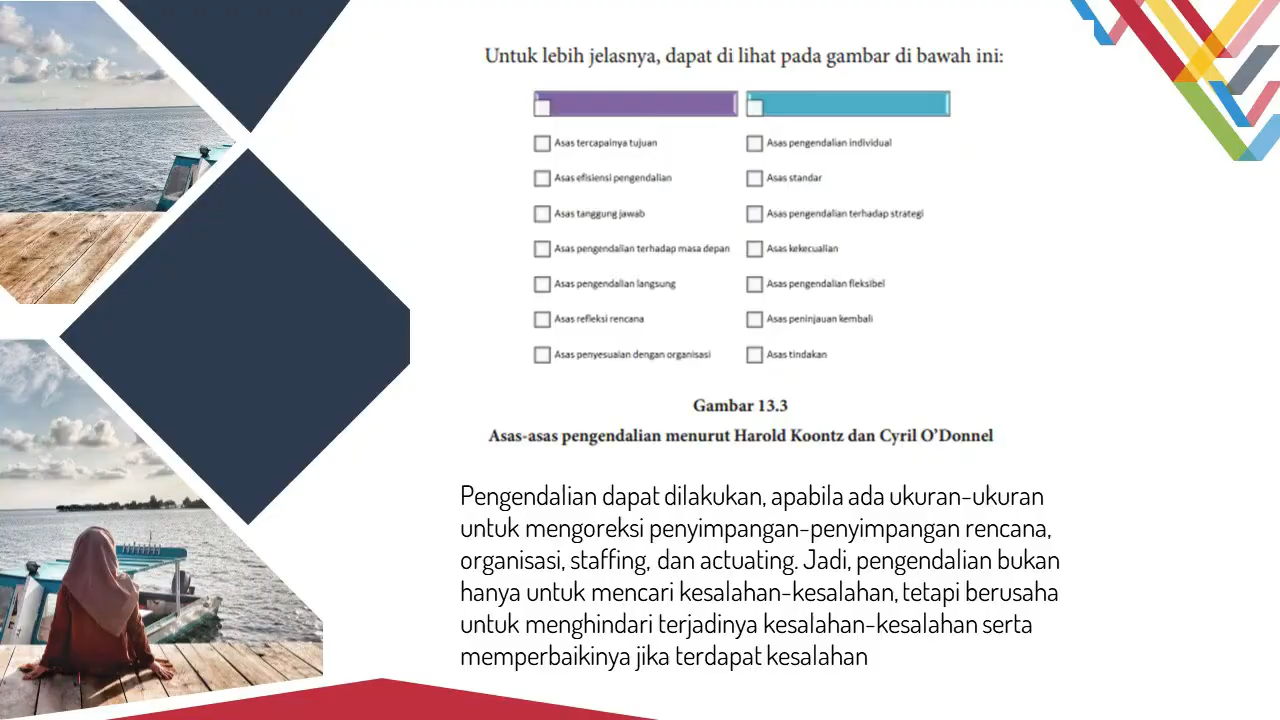 Untuk lebih jelasnya, dapat di lihat pada gambar di bawah ini:
Asas tercapainya tujuan
Asas efisiensi pengendalian
Asas tanggung jawab
Asas pengendalian terhadap masa depan
Asas pengendalian langsung
Asas refleksi rencana
Asas penyesuaian dengan organisasi
Asas pengendalian individual
Asas standar
Asas pengendalian terhadap strategi
Asas kekecualian
Asas pengendalian fleksibel
Asas peninjauan kembali
Asas tindakan
Gambar 13.3
Asas-asas pengendalian menurut Harold Koontz dan Cyril O’Donnel
Pengendalian dapat dilakukan, apabila ada ukuran-ukuran
untuk mengoreksi penyimpangan-penyimpangan rencana,
organisasi, staffing, dan actuating. Jadi, pengendalian bukan
hanya untuk mencari kesalahan-kesalahan, tetapi berusaha
untuk menghindari terjadinya kesalahan-kesalahan serta
memperbaikinya jika terdapat kesalahan